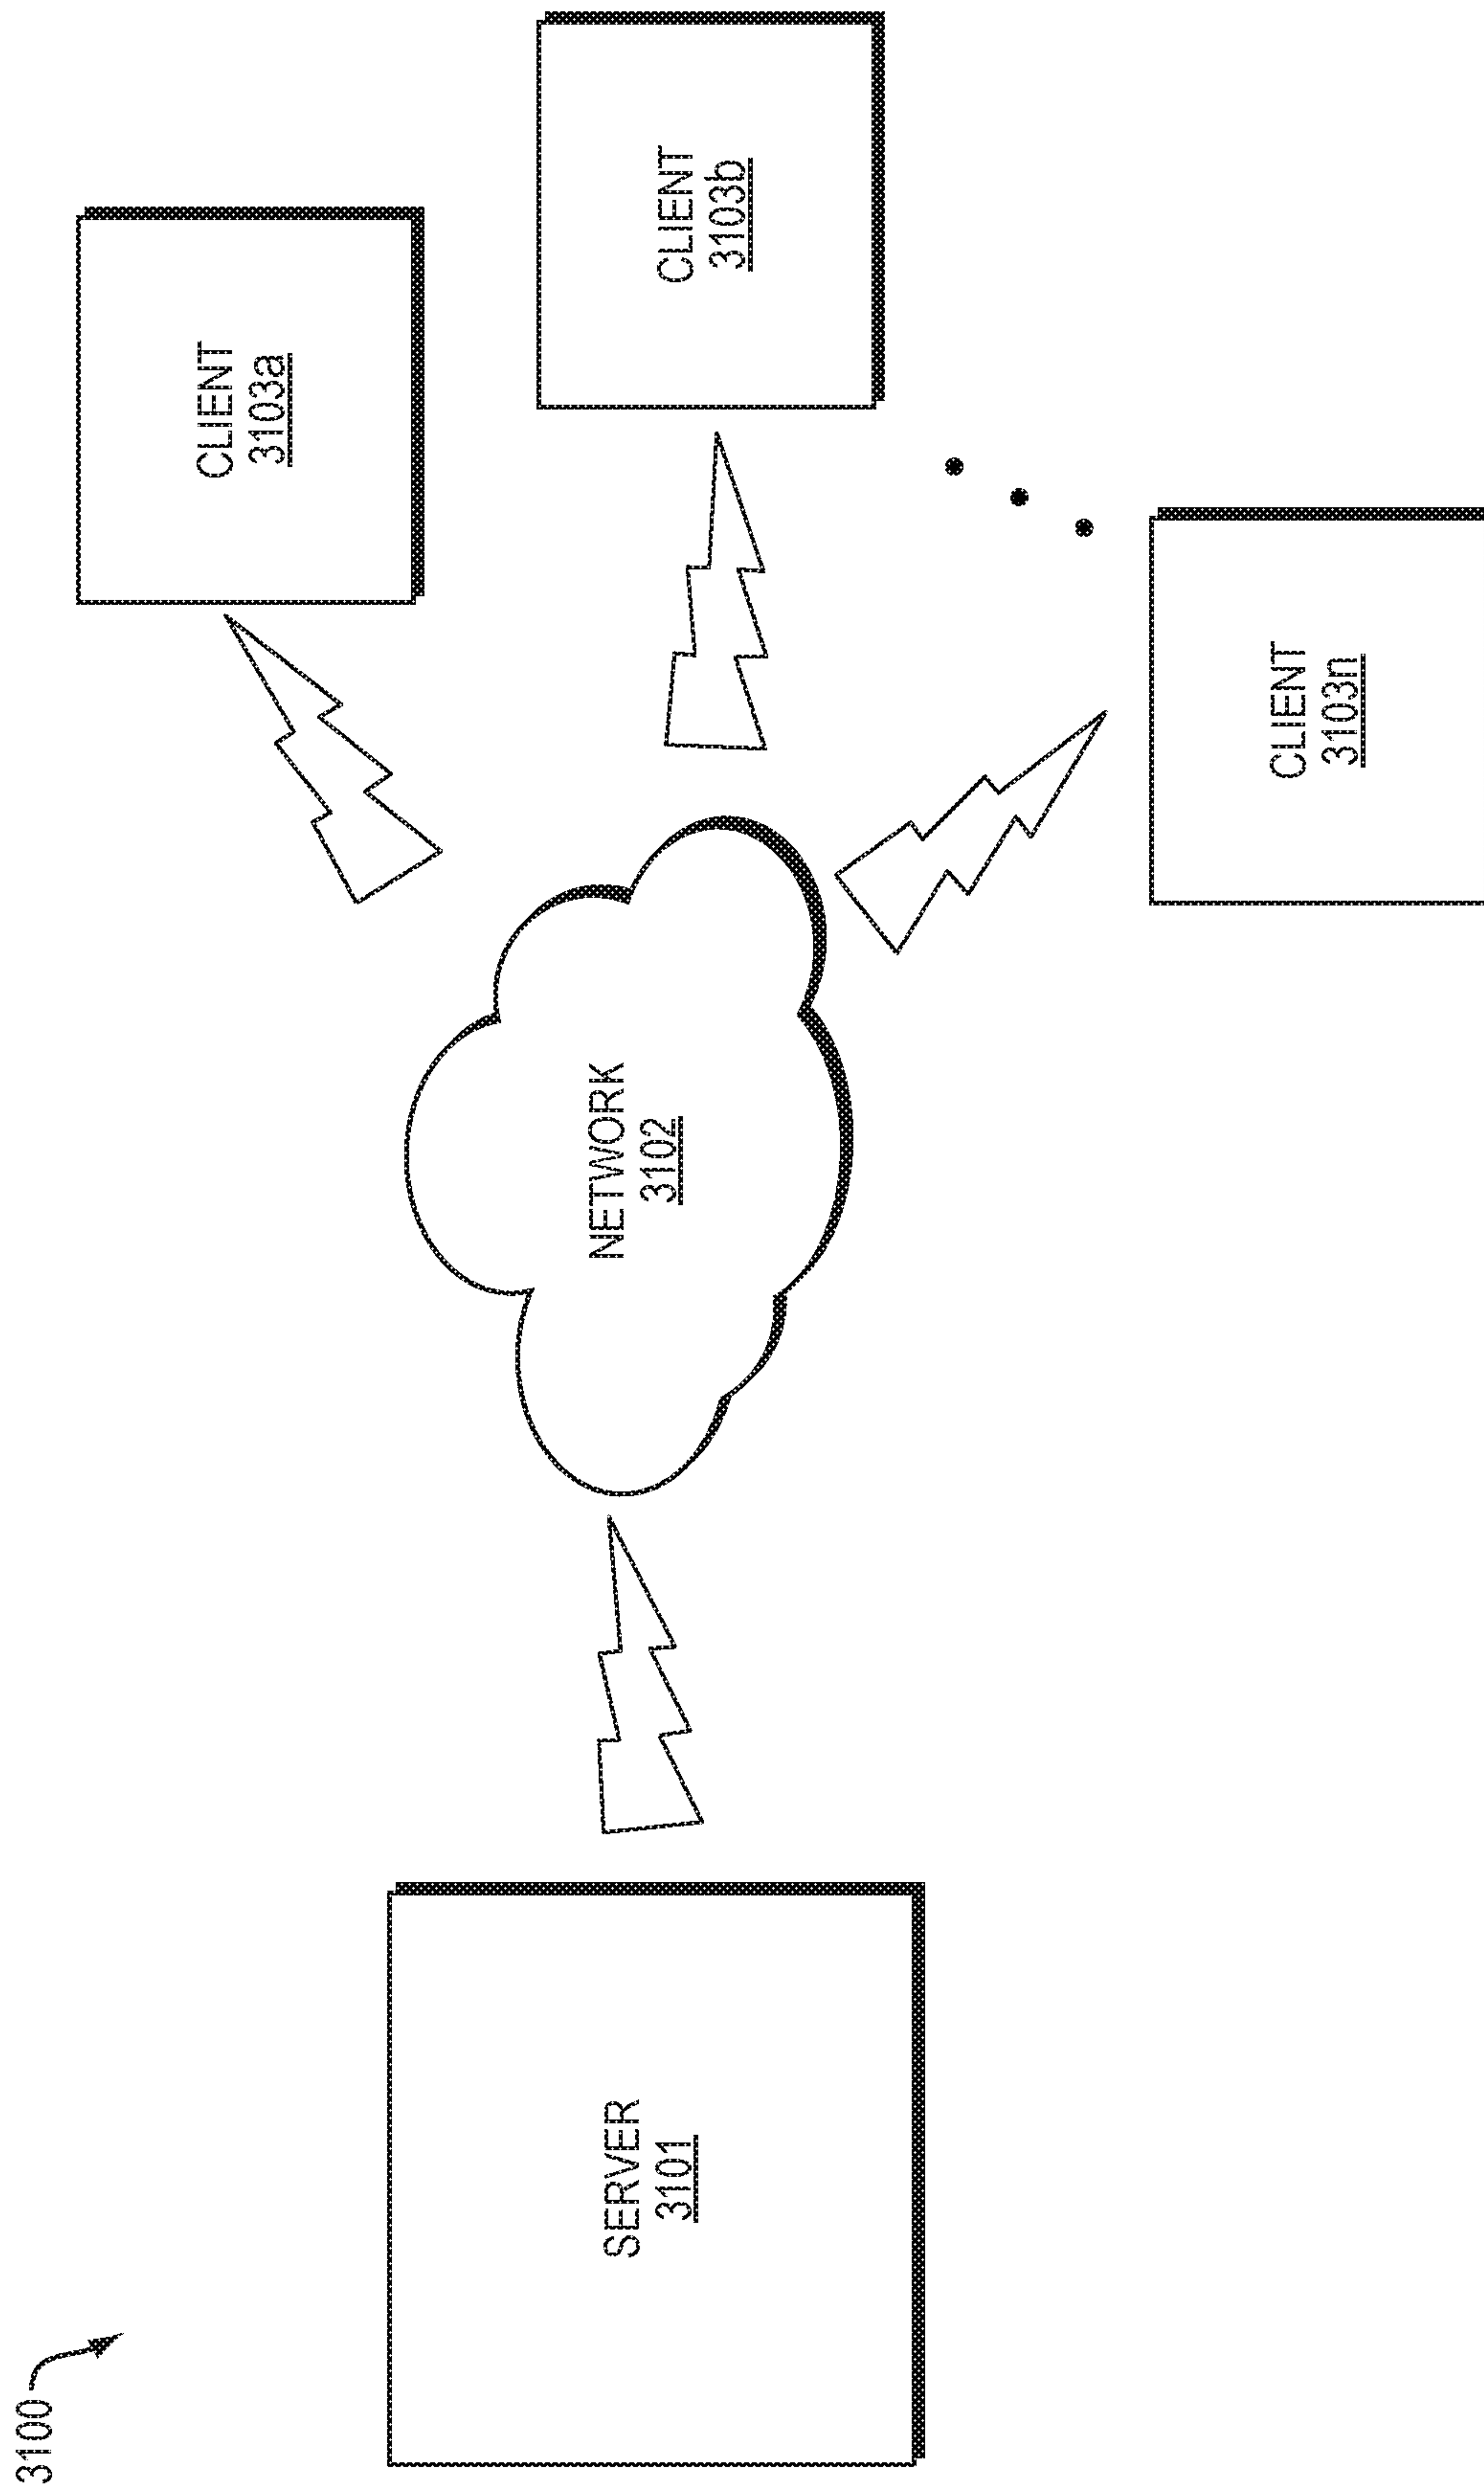 3100
SERVER
3101
NETWORK
3102
CLIENT
3103a
CLIENT
3103b
CLIENT
3103n